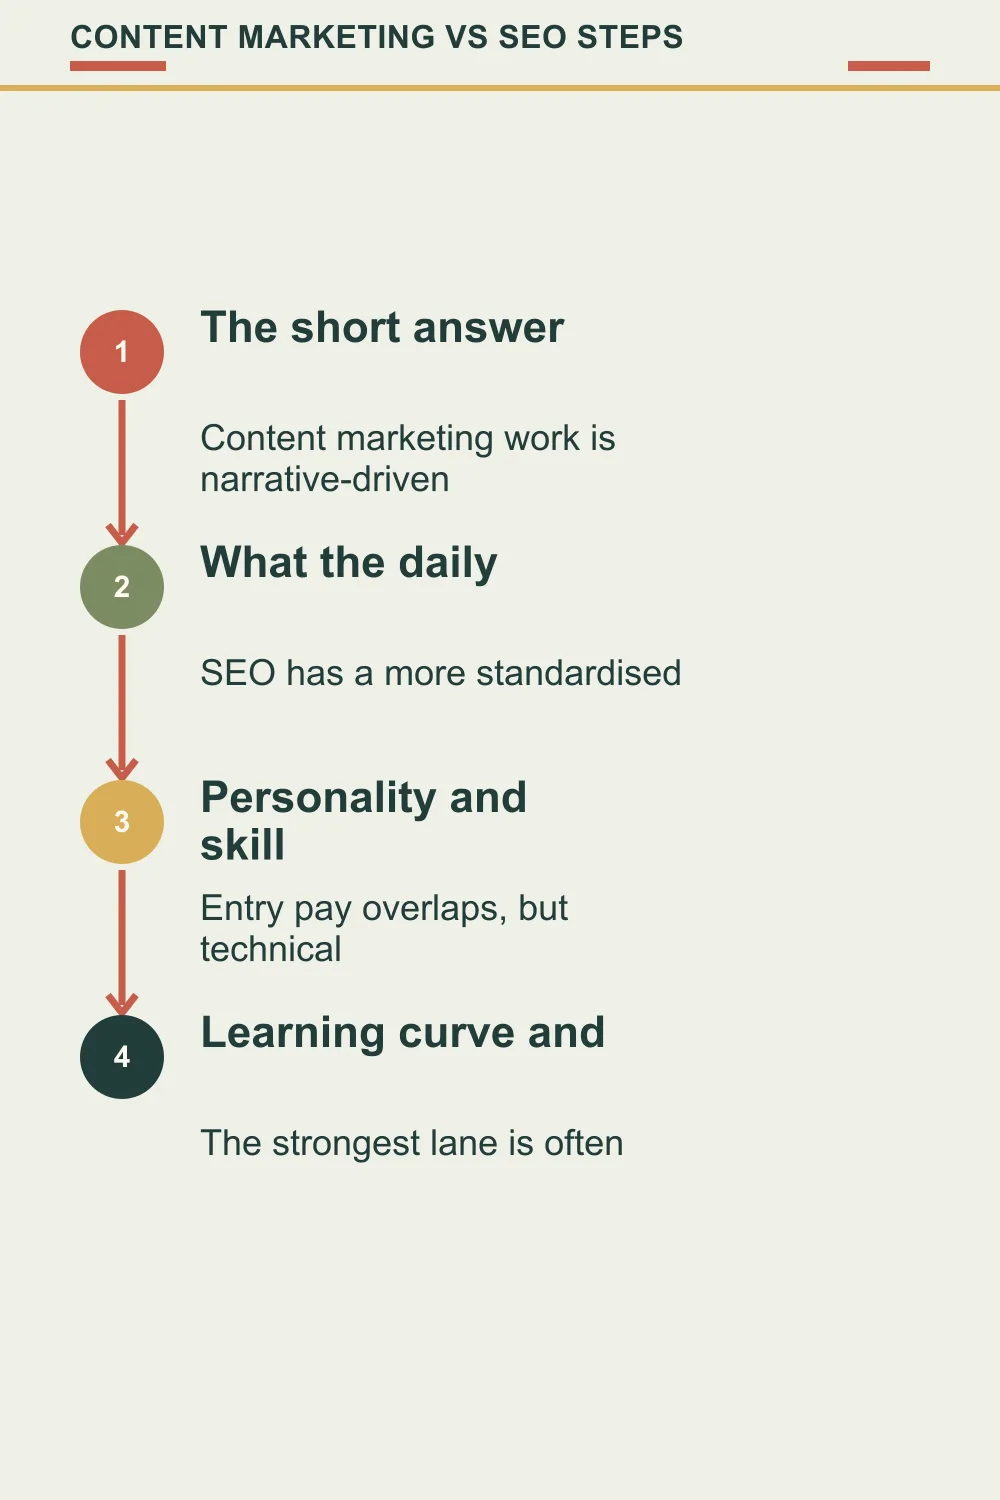 CONTENT MARKETING VS SEO STEPS
1
The short answer
Content marketing work is
narrative-driven
2
What the daily
SEO has a more standardised
3
Personality and
skill
Entry pay overlaps, but
technical
4
Learning curve and
The strongest lane is often